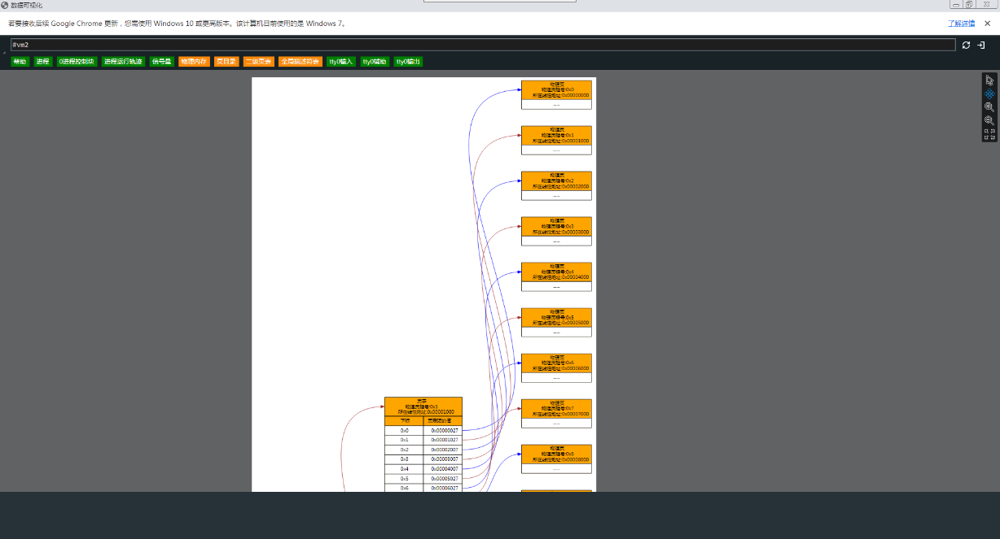 数据可视化
若要接收后续 Google Chrome 更新，您需使用 Windows 10 或更高版本。该计算机目前使用的是 Windows 7。
了解详情
#vm2
帮助 进程 0进程控制块 进程运行轨迹 信号量 物理内存 页目录 二级页表 全局描述符表 tty0输入 tty0辅助 tty0输出
物理页
物理页框号:0x0
所在线性地址:0x00000000
......
物理页
物理页框号:0x1
所在线性地址:0x00001000
......
物理页
物理页框号:0x2
所在线性地址:0x00002000
......
物理页
物理页框号:0x3
所在线性地址:0x00003000
......
物理页
物理页框号:0x4
所在线性地址:0x00004000
......
物理页
物理页框号:0x5
所在线性地址:0x00005000
......
物理页
物理页框号:0x6
所在线性地址:0x00006000
......
物理页
物理页框号:0x7
所在线性地址:0x00007000
......
物理页
物理页框号:0x8
所在线性地址:0x00008000
......
页表
物理页框号:0x1
所在线性地址:0x00001000
下标 页表项的值
0x0 0x00000027
0x1 0x00001027
0x2 0x00002007
0x3 0x00003007
0x4 0x00004007
0x5 0x00005027
0x6 0x00006027